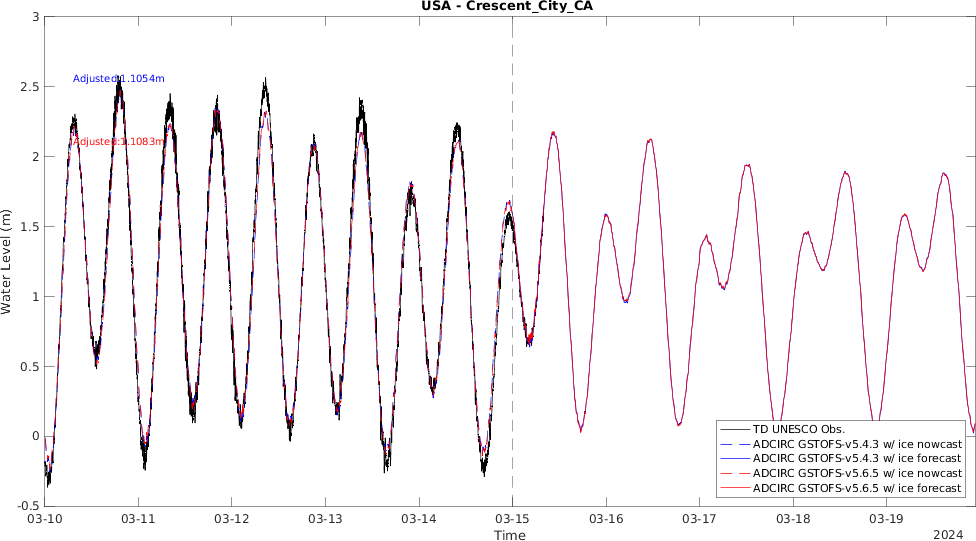 USA - Crescent_City_CA
3
2.5
2
1.5
1
0.5
0
-0.5
Water Level (m)
Adjusted:1.1054m
Adjusted:1.1083m
TD UNESCO Obs.
ADCIRC GSTOFS-v5.4.3 w/ ice nowcast
ADCIRC GSTOFS-v5.4.3 w/ ice forecast
ADCIRC GSTOFS-v5.6.5 w/ ice nowcast
ADCIRC GSTOFS-v5.6.5 w/ ice forecast
03-10 03-11 03-12 03-13 03-14 03-15 03-16 03-17 03-18 03-19
Time
2024